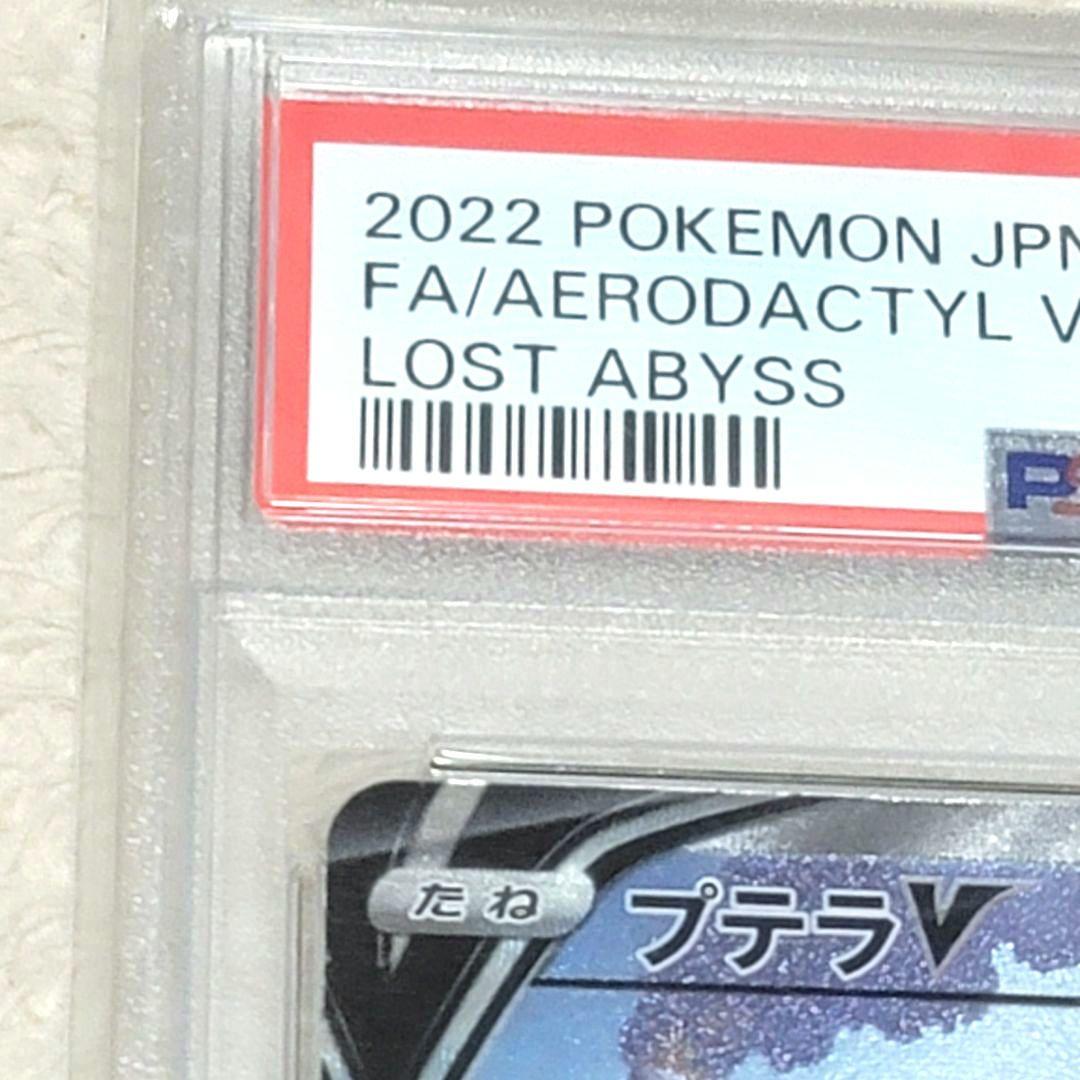 2022 POKEMON JPN
FA/AERODACTYL V
LOST ABYSS
たね プテラV